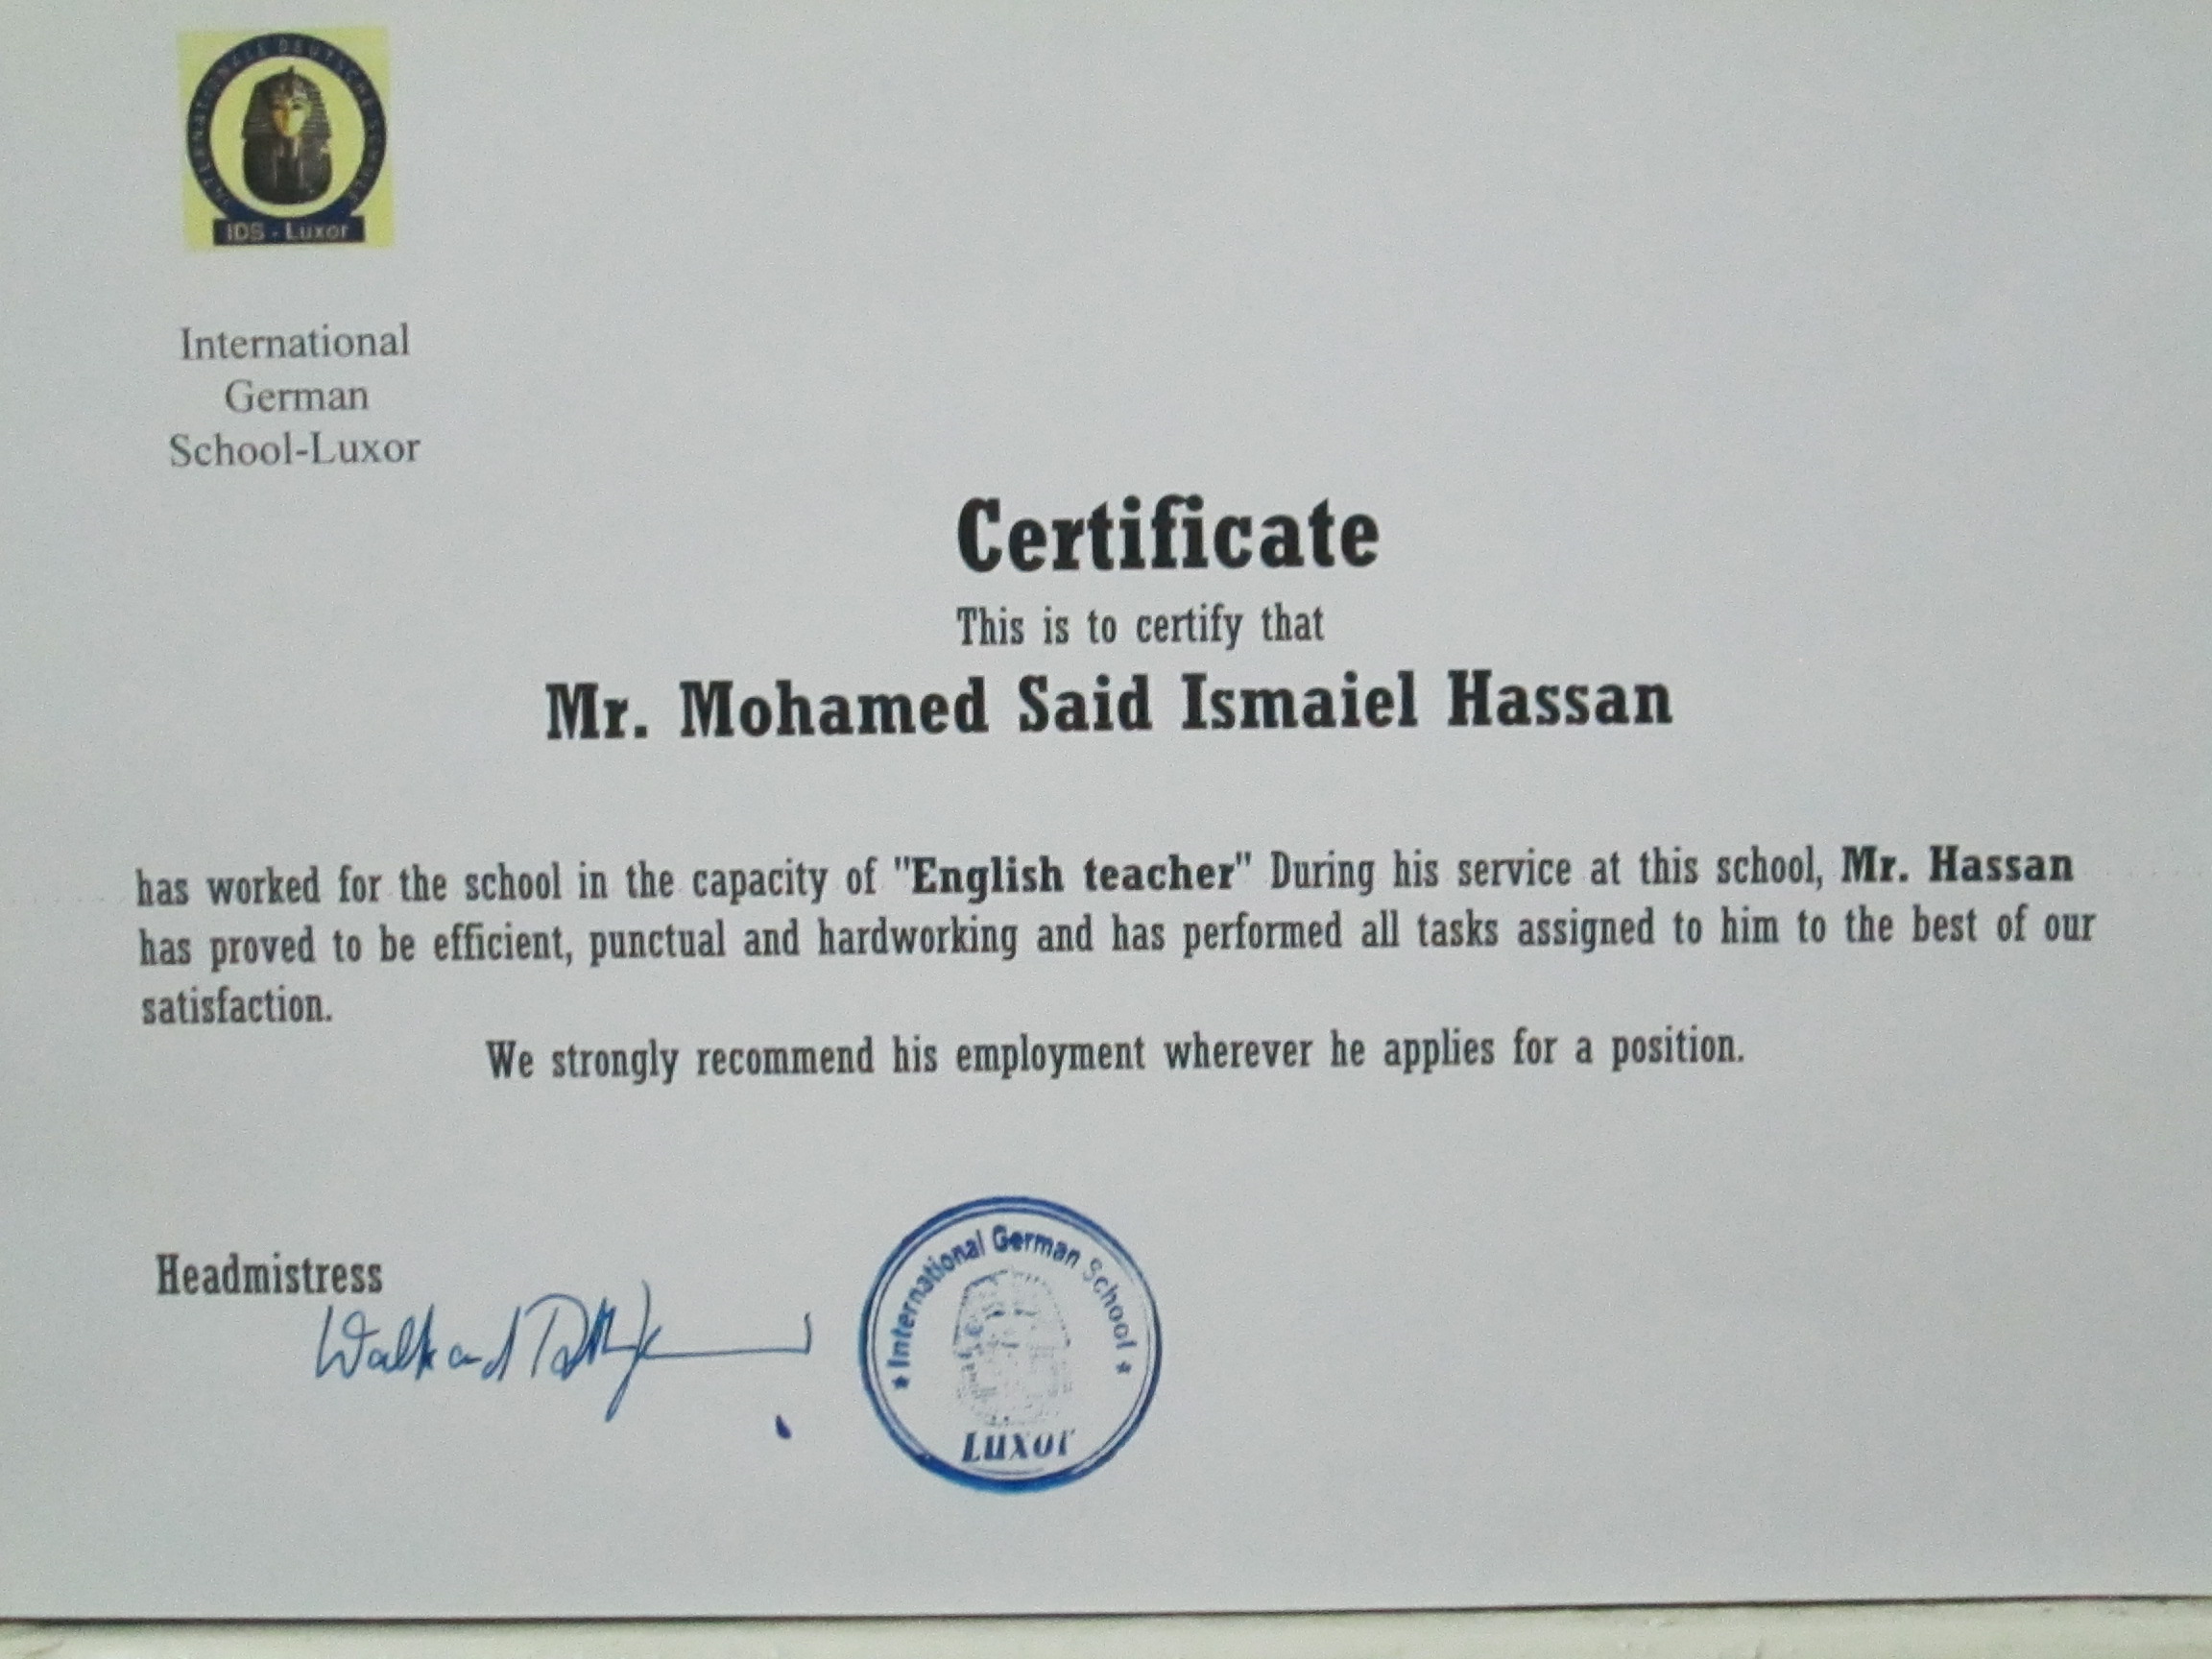 INTERNATIONALE DEUTSCHE SCHULE
IDS - Luxor
International
German
School-Luxor
Certificate
This is to certify that
Mr. Mohamed Said Ismaiel Hassan
has worked for the school in the capacity of "English teacher" During his service at this school, Mr. Hassan
has proved to be efficient, punctual and hardworking and has performed all tasks assigned to him to the best of our
satisfaction.
We strongly recommend his employment wherever he applies for a position.
Headmistress
* International German School *
Luxor